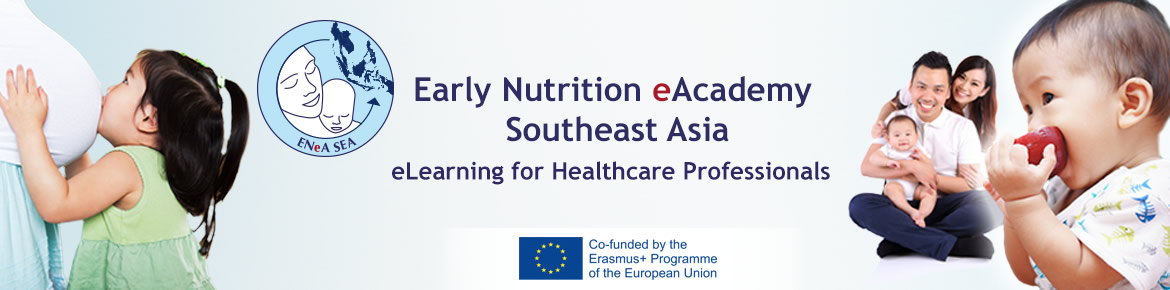 ENeA SEA
Early Nutrition eAcademy
Southeast Asia
eLearning for Healthcare Professionals
Co-funded by the
Erasmus+ Programme
of the European Union